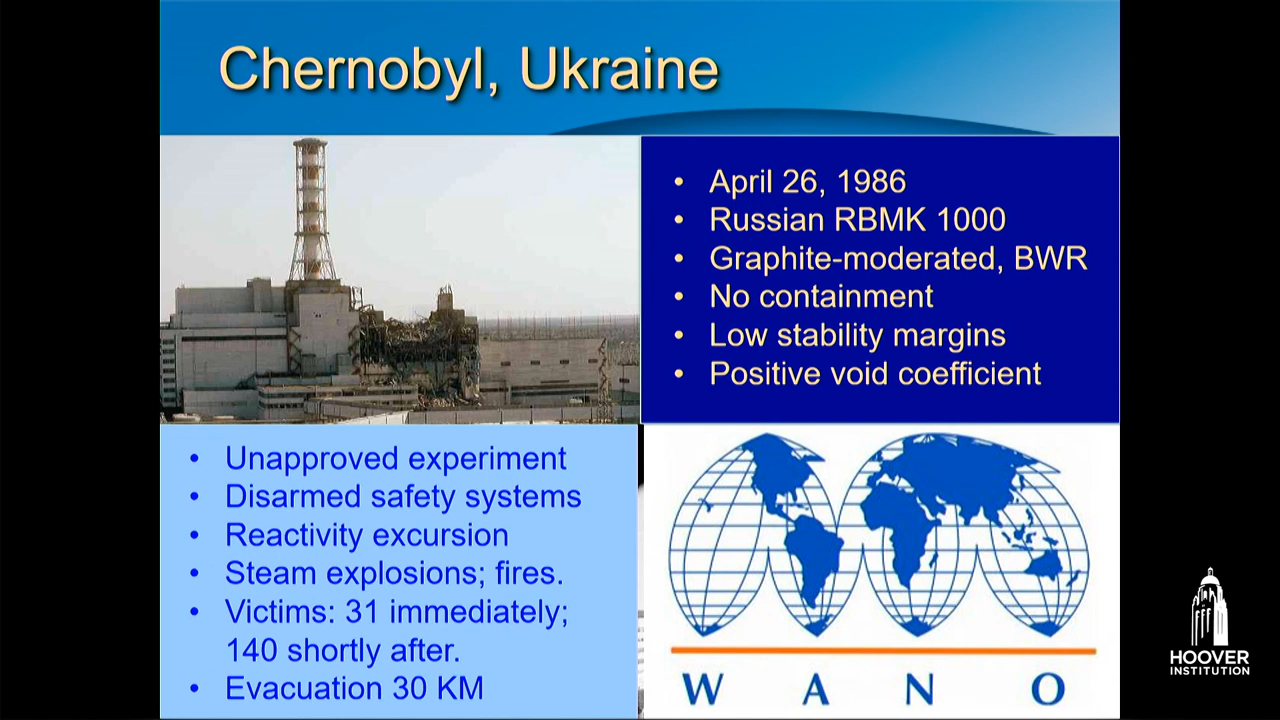 Chernobyl, Ukraine
• April 26, 1986
• Russian RBMK 1000
• Graphite-moderated, BWR
• No containment
• Low stability margins
• Positive void coefficient
• Unapproved experiment
• Disarmed safety systems
• Reactivity excursion
• Steam explosions; fires.
• Victims: 31 immediately;
140 shortly after.
• Evacuation 30 KM
W A N O
HOOVER
INSTITUTION